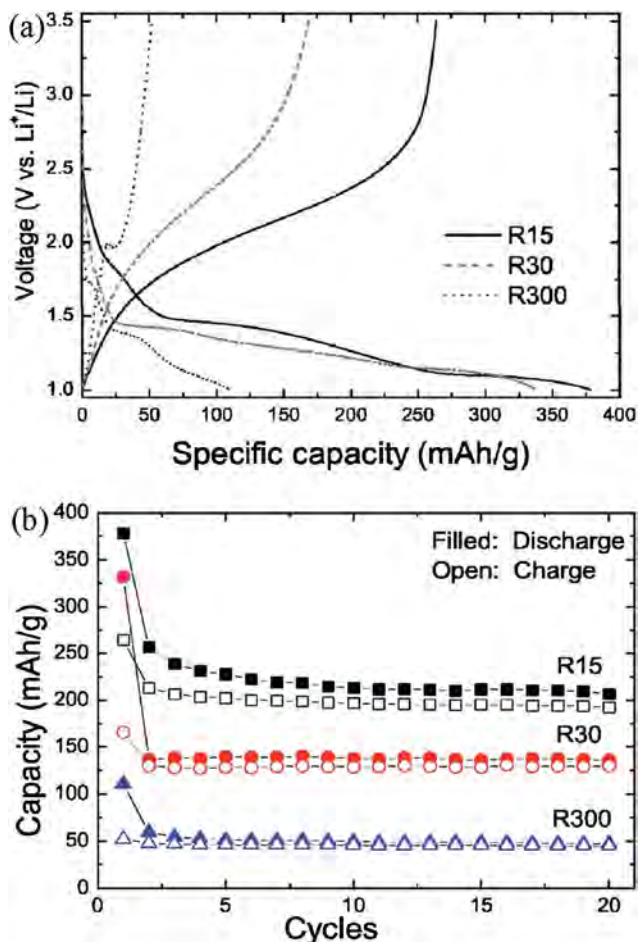 (a)
3.5
3.0
2.5
2.0
1.5
1.0
Voltage (V vs. Li⁺/Li)
R15
R30
R300
0 50 100 150 200 250 300 350 400
Specific capacity (mAh/g)
(b)
400
350
300
250
200
150
100
50
0
Capacity (mAh/g)
Filled: Discharge
Open: Charge
R15
R30
R300
0 5 10 15 20
Cycles